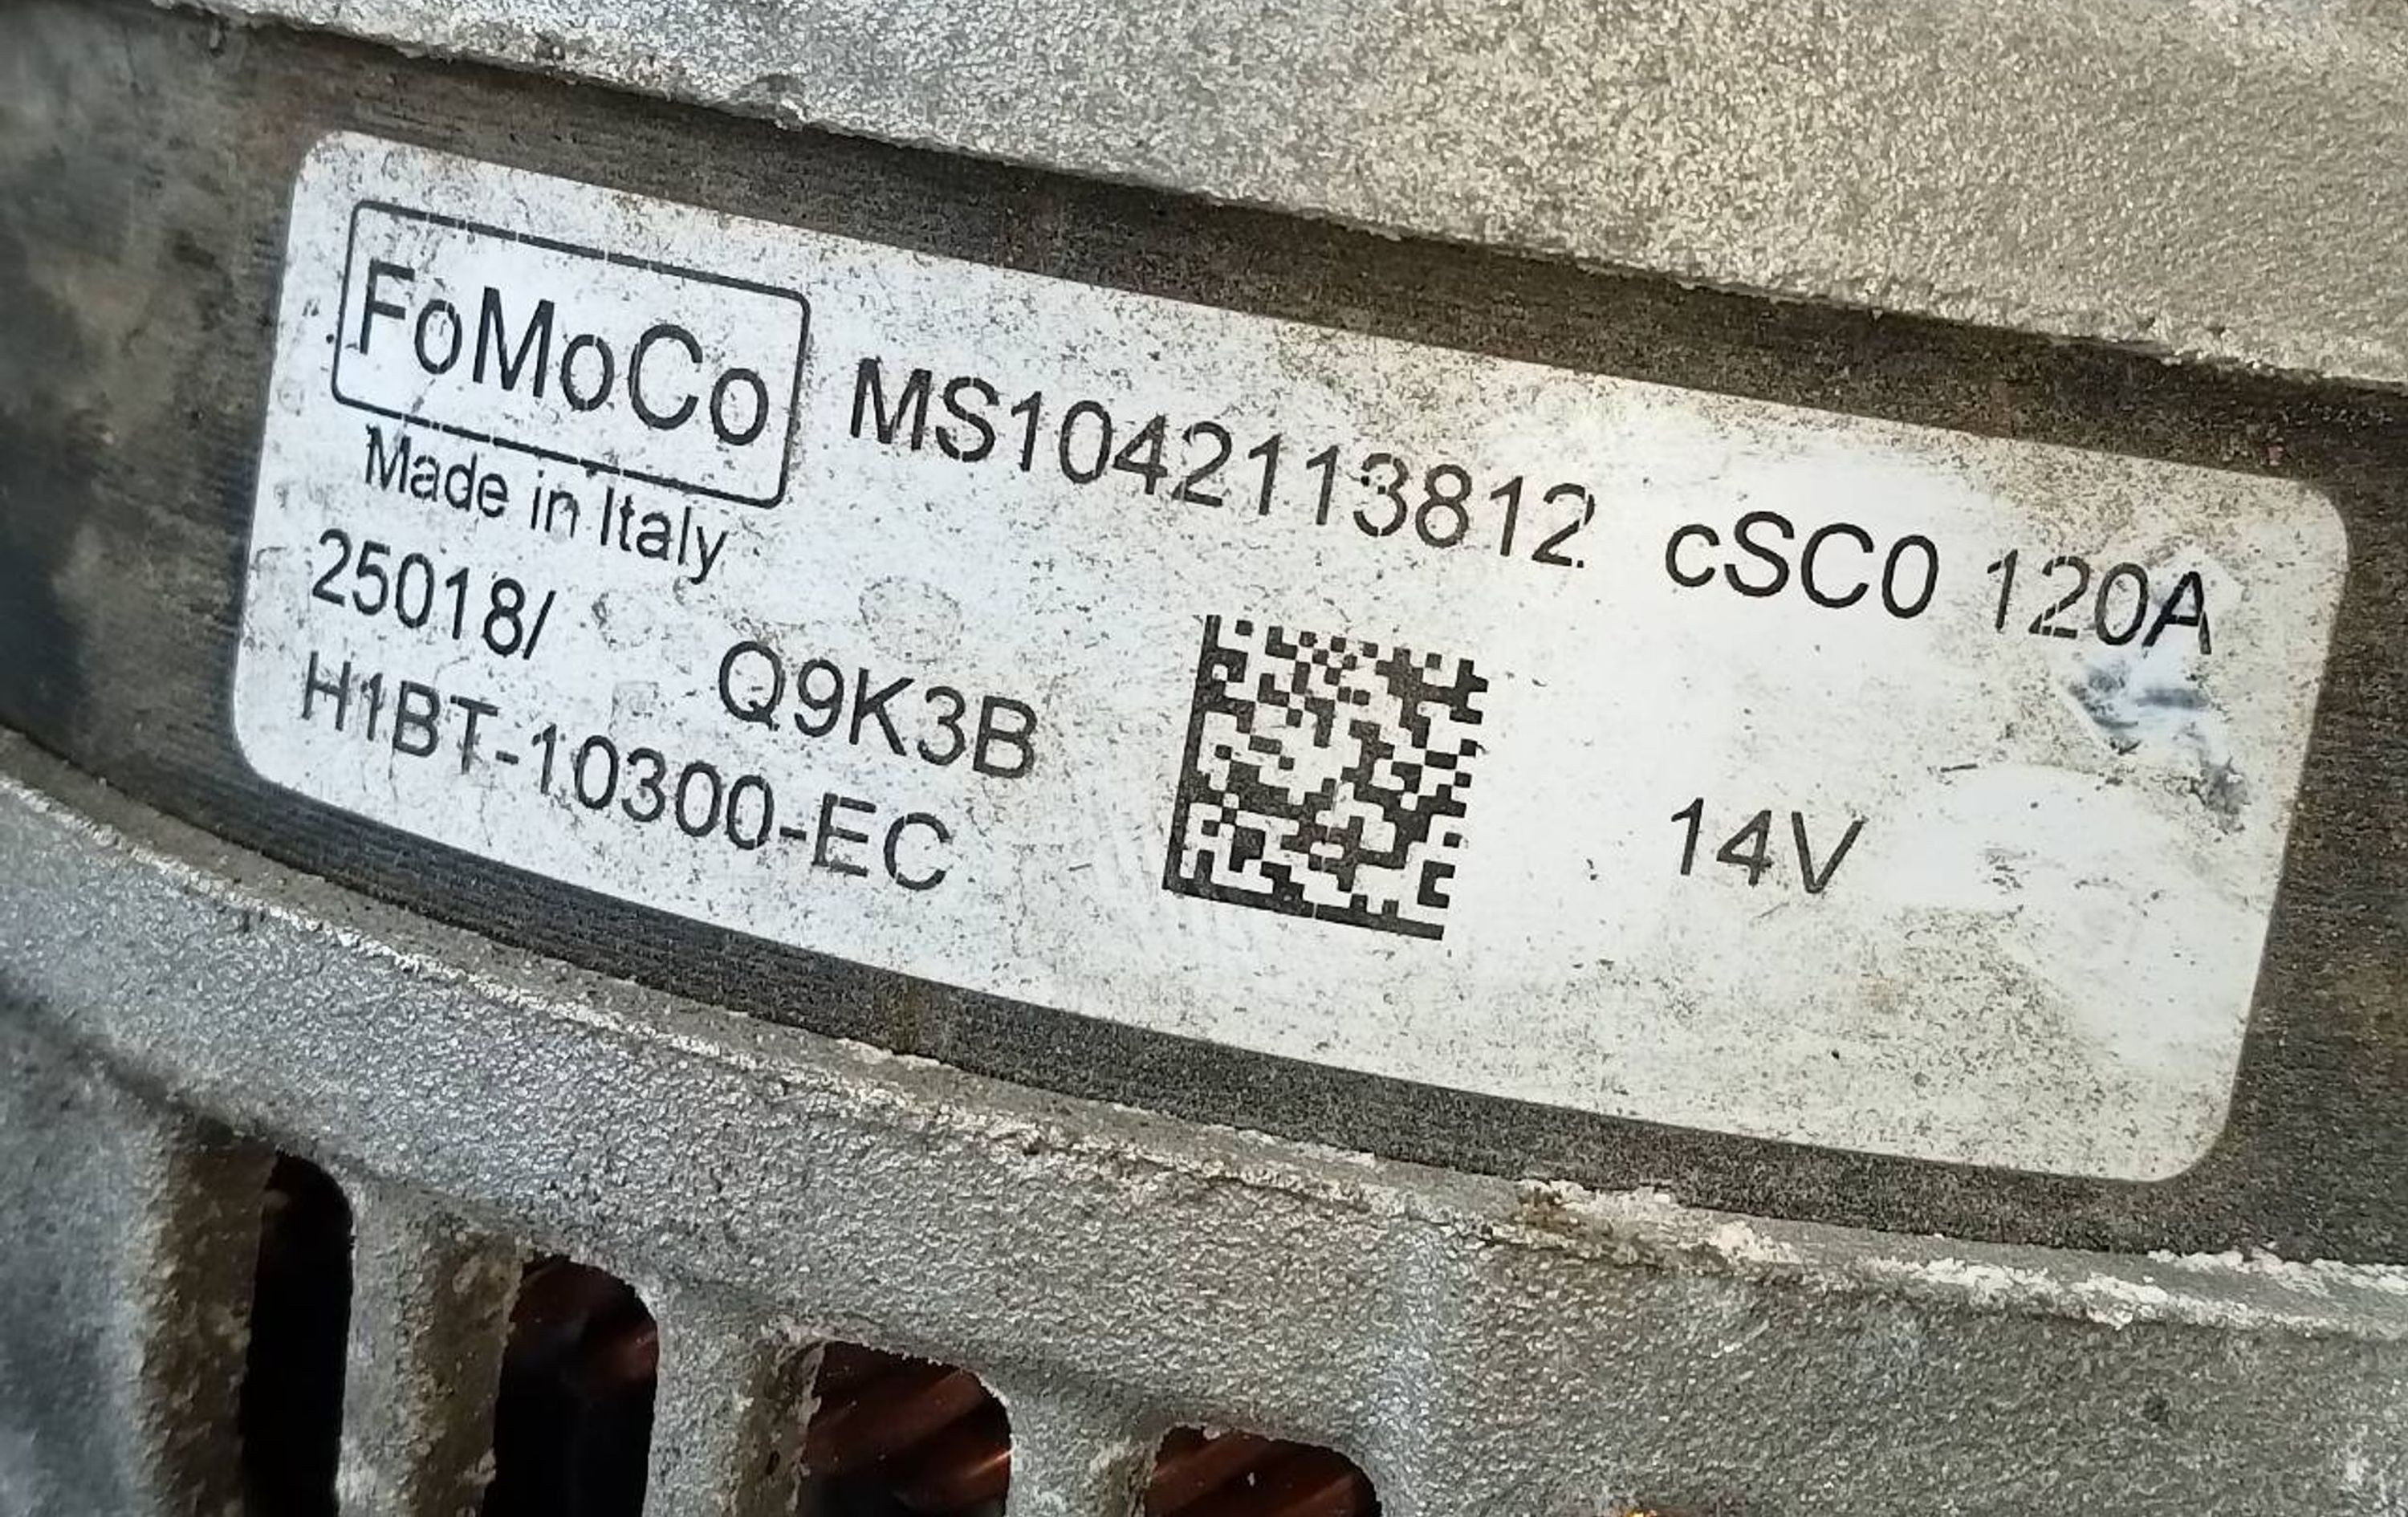 FoMoCo MS1042113812 cSC0 120A
Made in Italy
25018/ Q9K3B 14V
H1BT-10300-EC